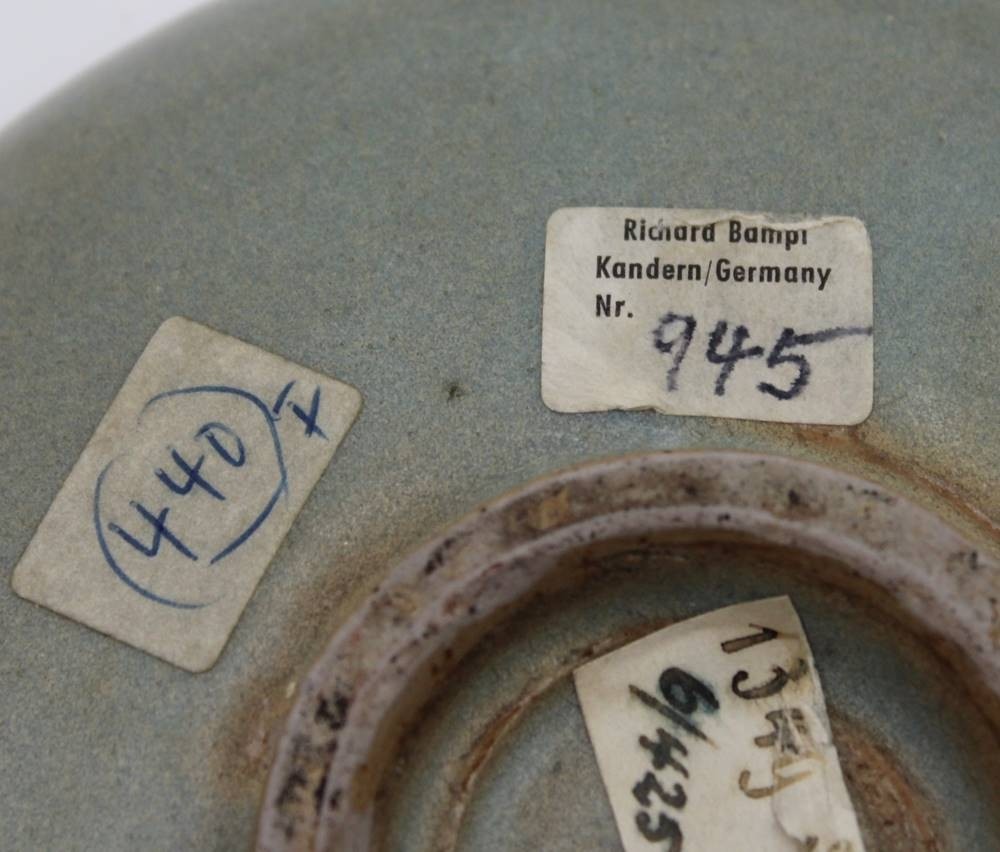 Richard Bampi
Kandern/Germany
Nr. 945
440 I
6/425